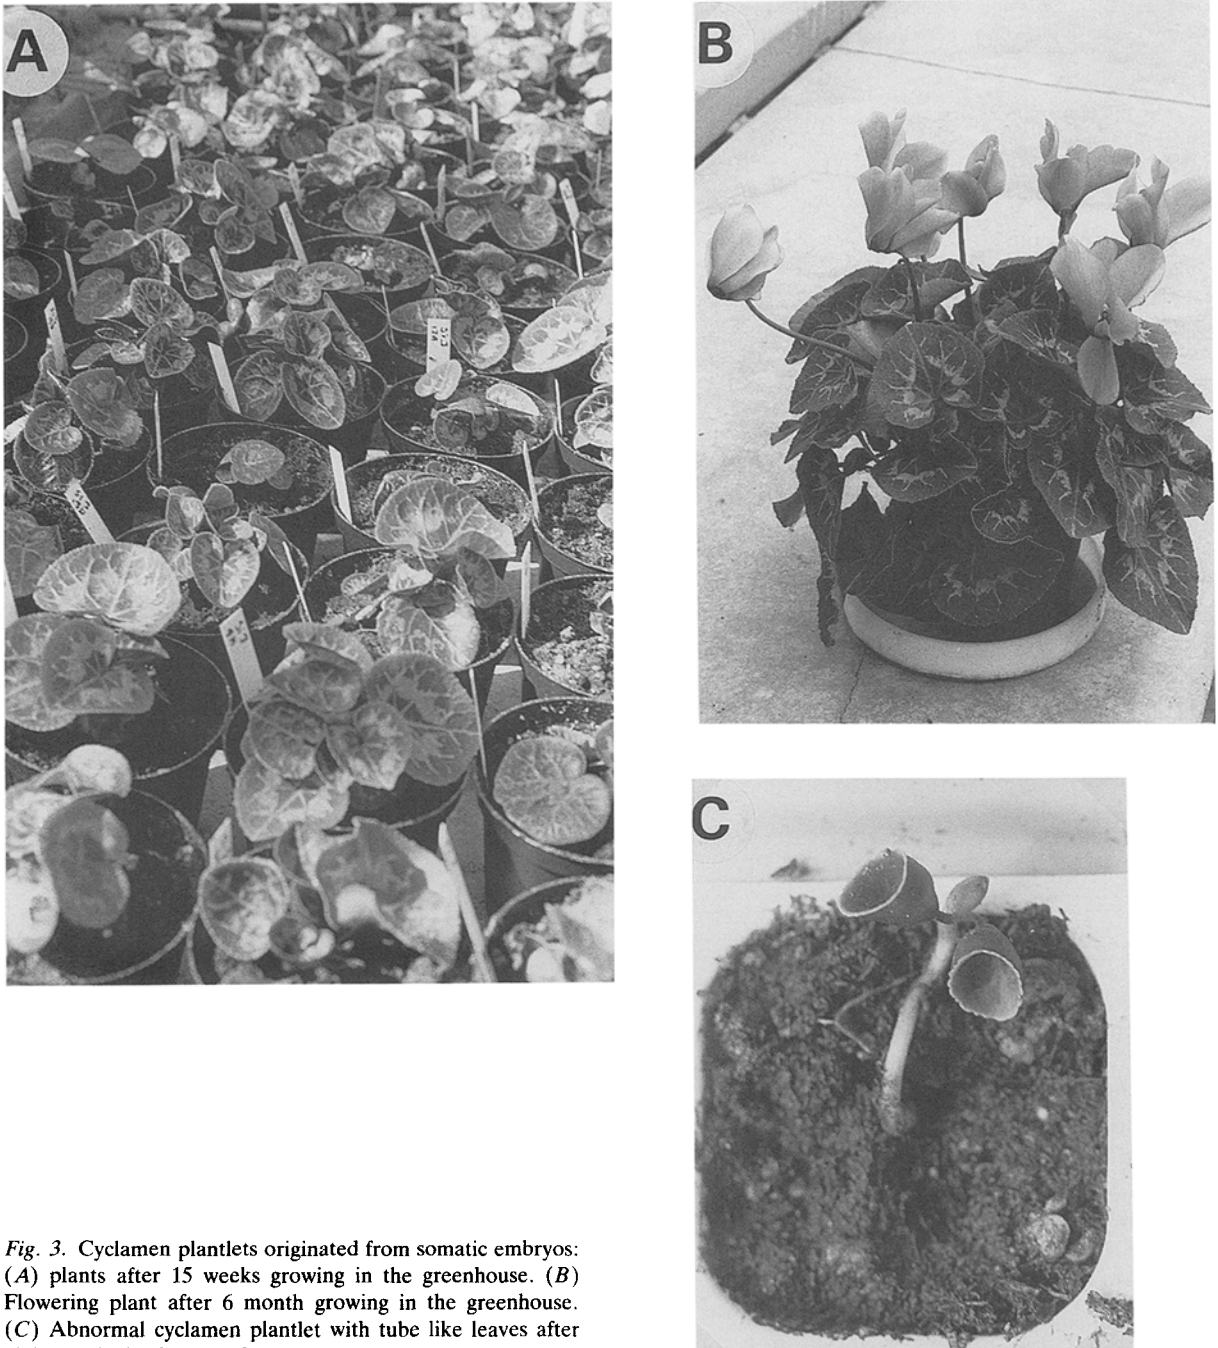 A
B
C
Fig. 3. Cyclamen plantlets originated from somatic embryos:
(A) plants after 15 weeks growing in the greenhouse. (B)
Flowering plant after 6 month growing in the greenhouse.
(C) Abnormal cyclamen plantlet with tube like leaves after